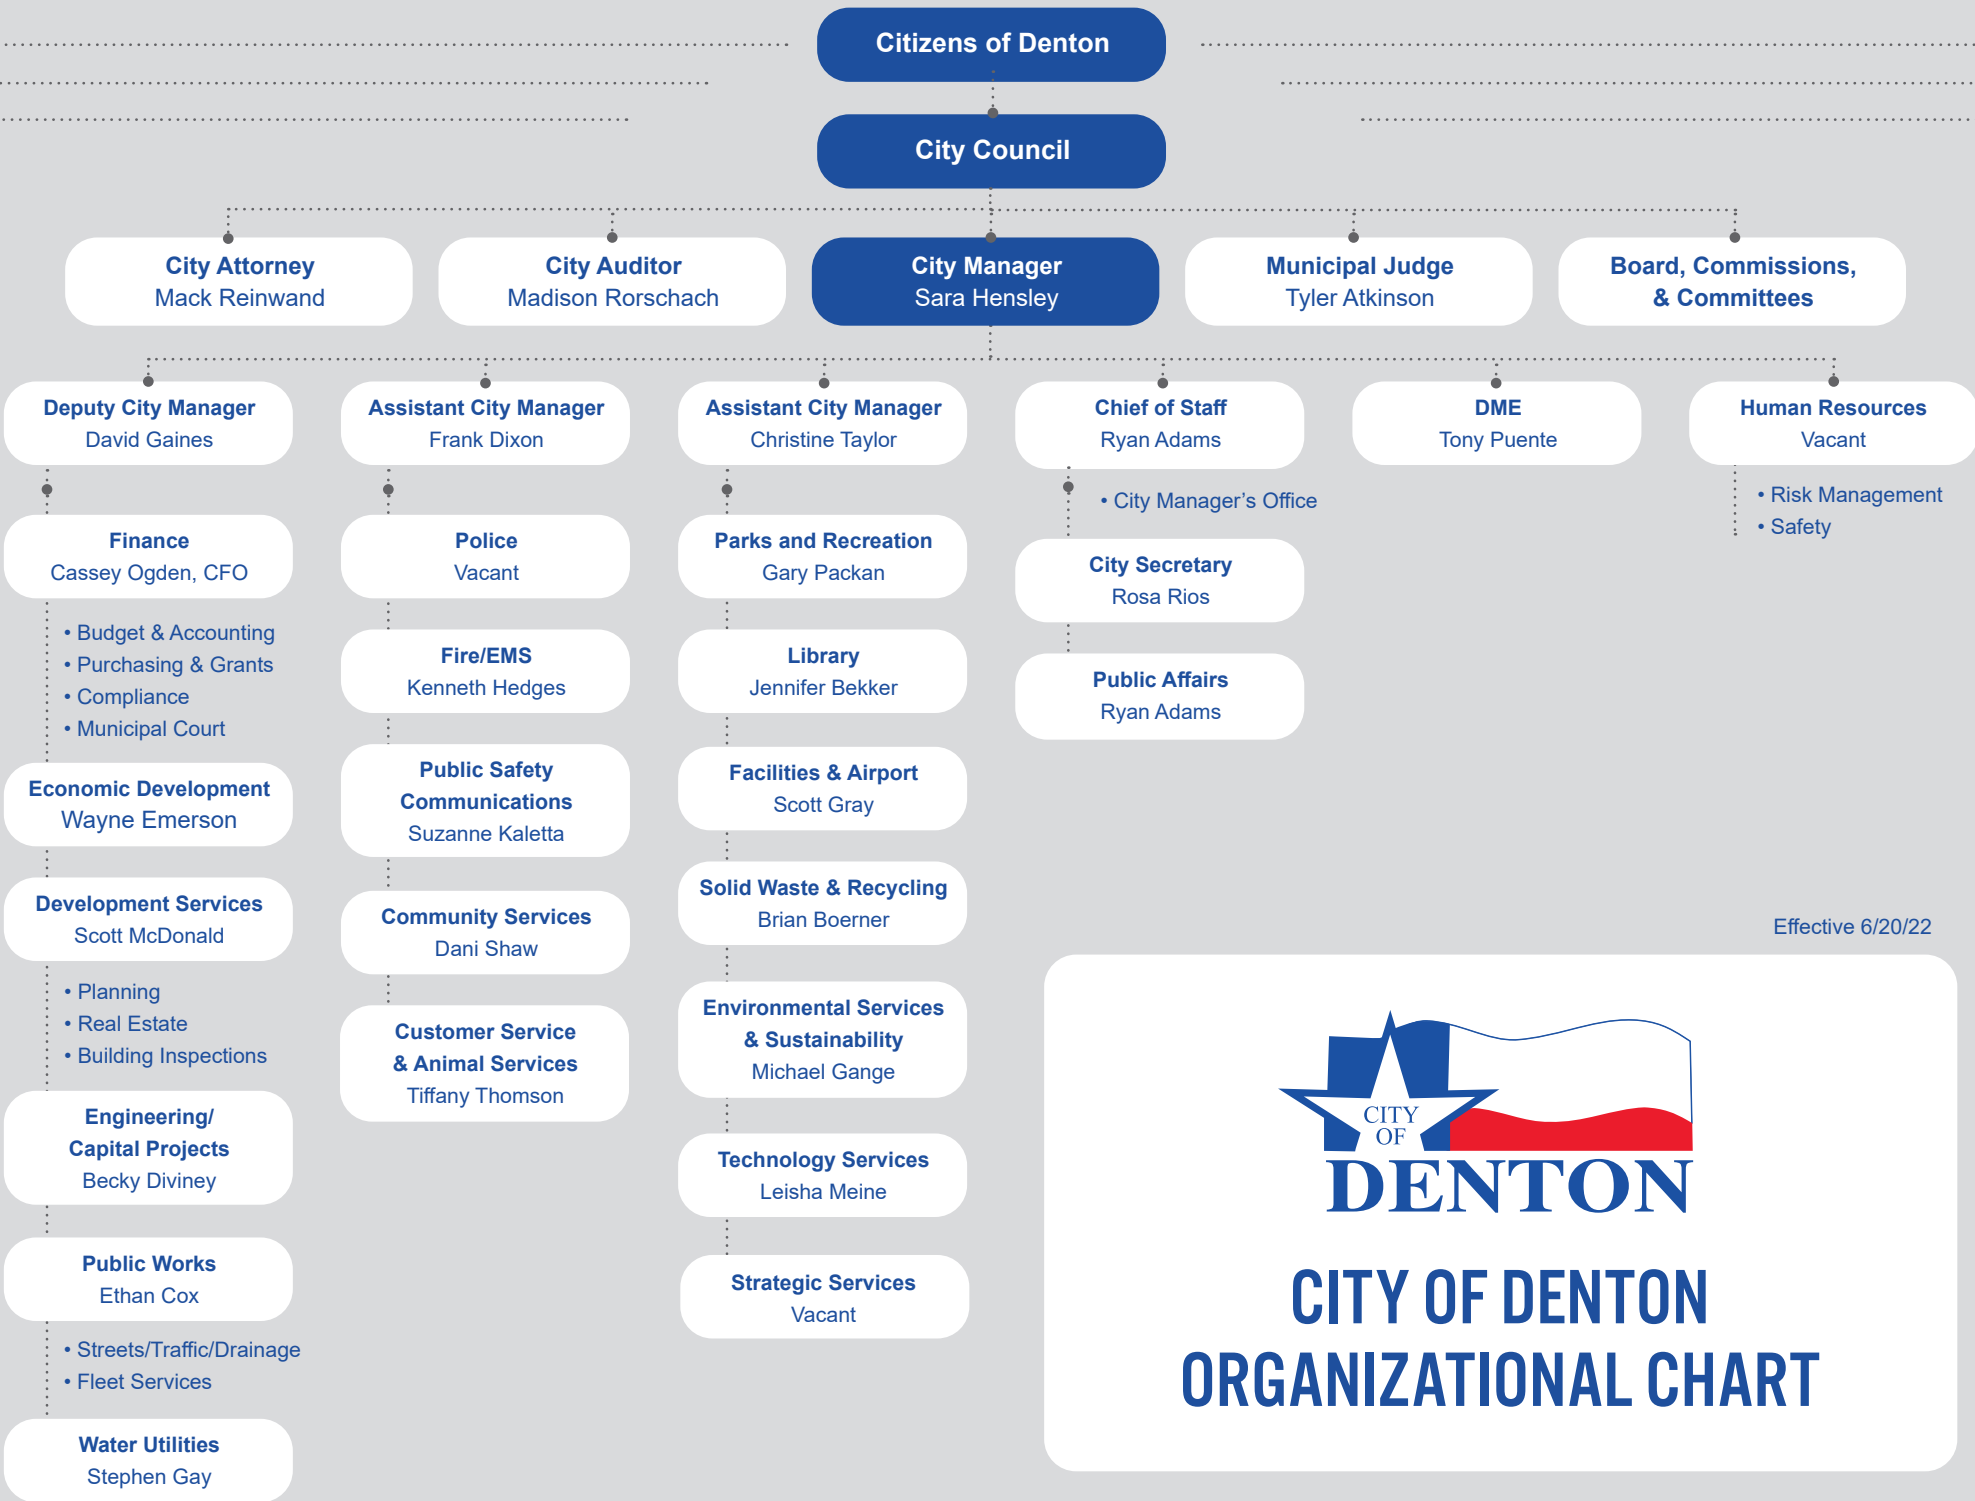 Citizens of Denton
City Council
City Attorney
Mack Reinwand
City Auditor
Madison Rorschach
City Manager
Sara Hensley
Municipal Judge
Tyler Atkinson
Board, Commissions,
& Committees
Deputy City Manager
David Gaines
Finance
Cassey Ogden, CFO
• Budget & Accounting
• Purchasing & Grants
• Compliance
• Municipal Court
Economic Development
Wayne Emerson
Development Services
Scott McDonald
• Planning
• Real Estate
• Building Inspections
Engineering/
Capital Projects
Becky Diviney
Public Works
Ethan Cox
• Streets/Traffic/Drainage
• Fleet Services
Water Utilities
Stephen Gay
Assistant City Manager
Frank Dixon
Police
Vacant
Fire/EMS
Kenneth Hedges
Public Safety
Communications
Suzanne Kaletta
Community Services
Dani Shaw
Customer Service
& Animal Services
Tiffany Thomson
Assistant City Manager
Christine Taylor
Parks and Recreation
Gary Packan
Library
Jennifer Bekker
Facilities & Airport
Scott Gray
Solid Waste & Recycling
Brian Boerner
Environmental Services
& Sustainability
Michael Gange
Technology Services
Leisha Meine
Strategic Services
Vacant
Chief of Staff
Ryan Adams
• City Manager’s Office
City Secretary
Rosa Rios
Public Affairs
Ryan Adams
DME
Tony Puente
Human Resources
Vacant
• Risk Management
• Safety
Effective 6/20/22
CITY
OF
DENTON
CITY OF DENTON
ORGANIZATIONAL CHART